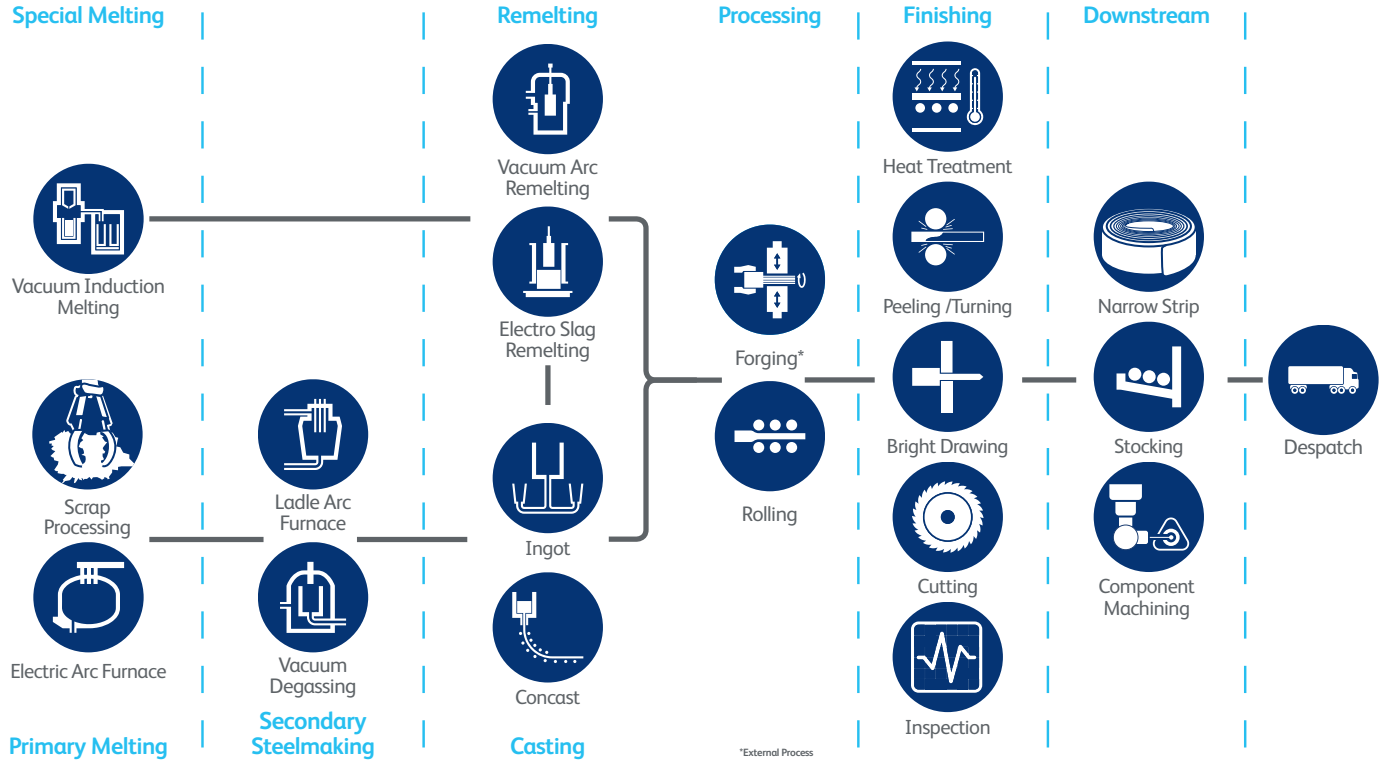 Special Melting
Remelting
Processing
Finishing
Downstream
Vacuum Arc
Remelting
Heat Treatment
Vacuum Induction
Melting
Electro Slag
Remelting
Forging*
Peeling /Turning
Narrow Strip
Scrap
Processing
Ladle Arc
Furnace
Ingot
Rolling
Bright Drawing
Stocking
Despatch
Electric Arc Furnace
Vacuum
Degassing
Concast
Cutting
Component
Machining
Inspection
Primary Melting
Secondary
Steelmaking
Casting
*External Process